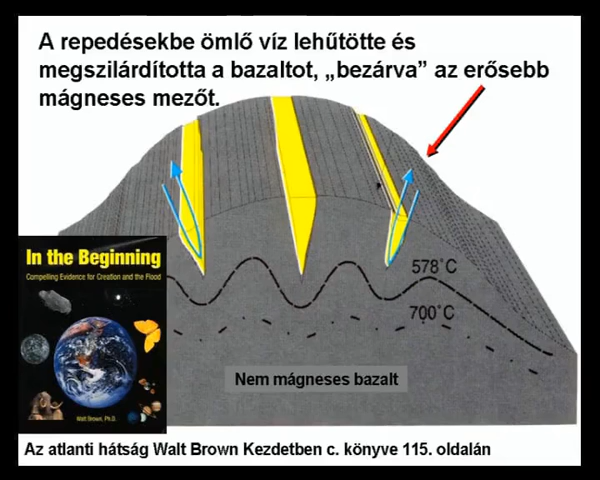 A repedésekbe ömlő víz lehűtötte és
megszilárdította a bazaltot, „bezárva” az erősebb
mágneses mezőt.
578°C
700°C
Nem mágneses bazalt
In the Beginning
Compelling Evidence for Creation and the Flood
Walt Brown, Ph.D.
Az atlanti hátság Walt Brown Kezdetben c. könyve 115. oldalán